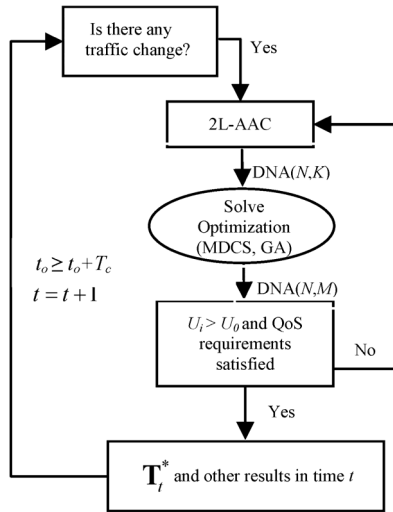 Is there any
traffic change?
Yes
2L-AAC
DNA(N,K)
Solve
Optimization
(MDCS, GA)
DNA(N,M)
t_o ≥ t_o + T_c
t = t + 1
U_i > U_0 and QoS
requirements
satisfied
No
Yes
T_t^* and other results in time t